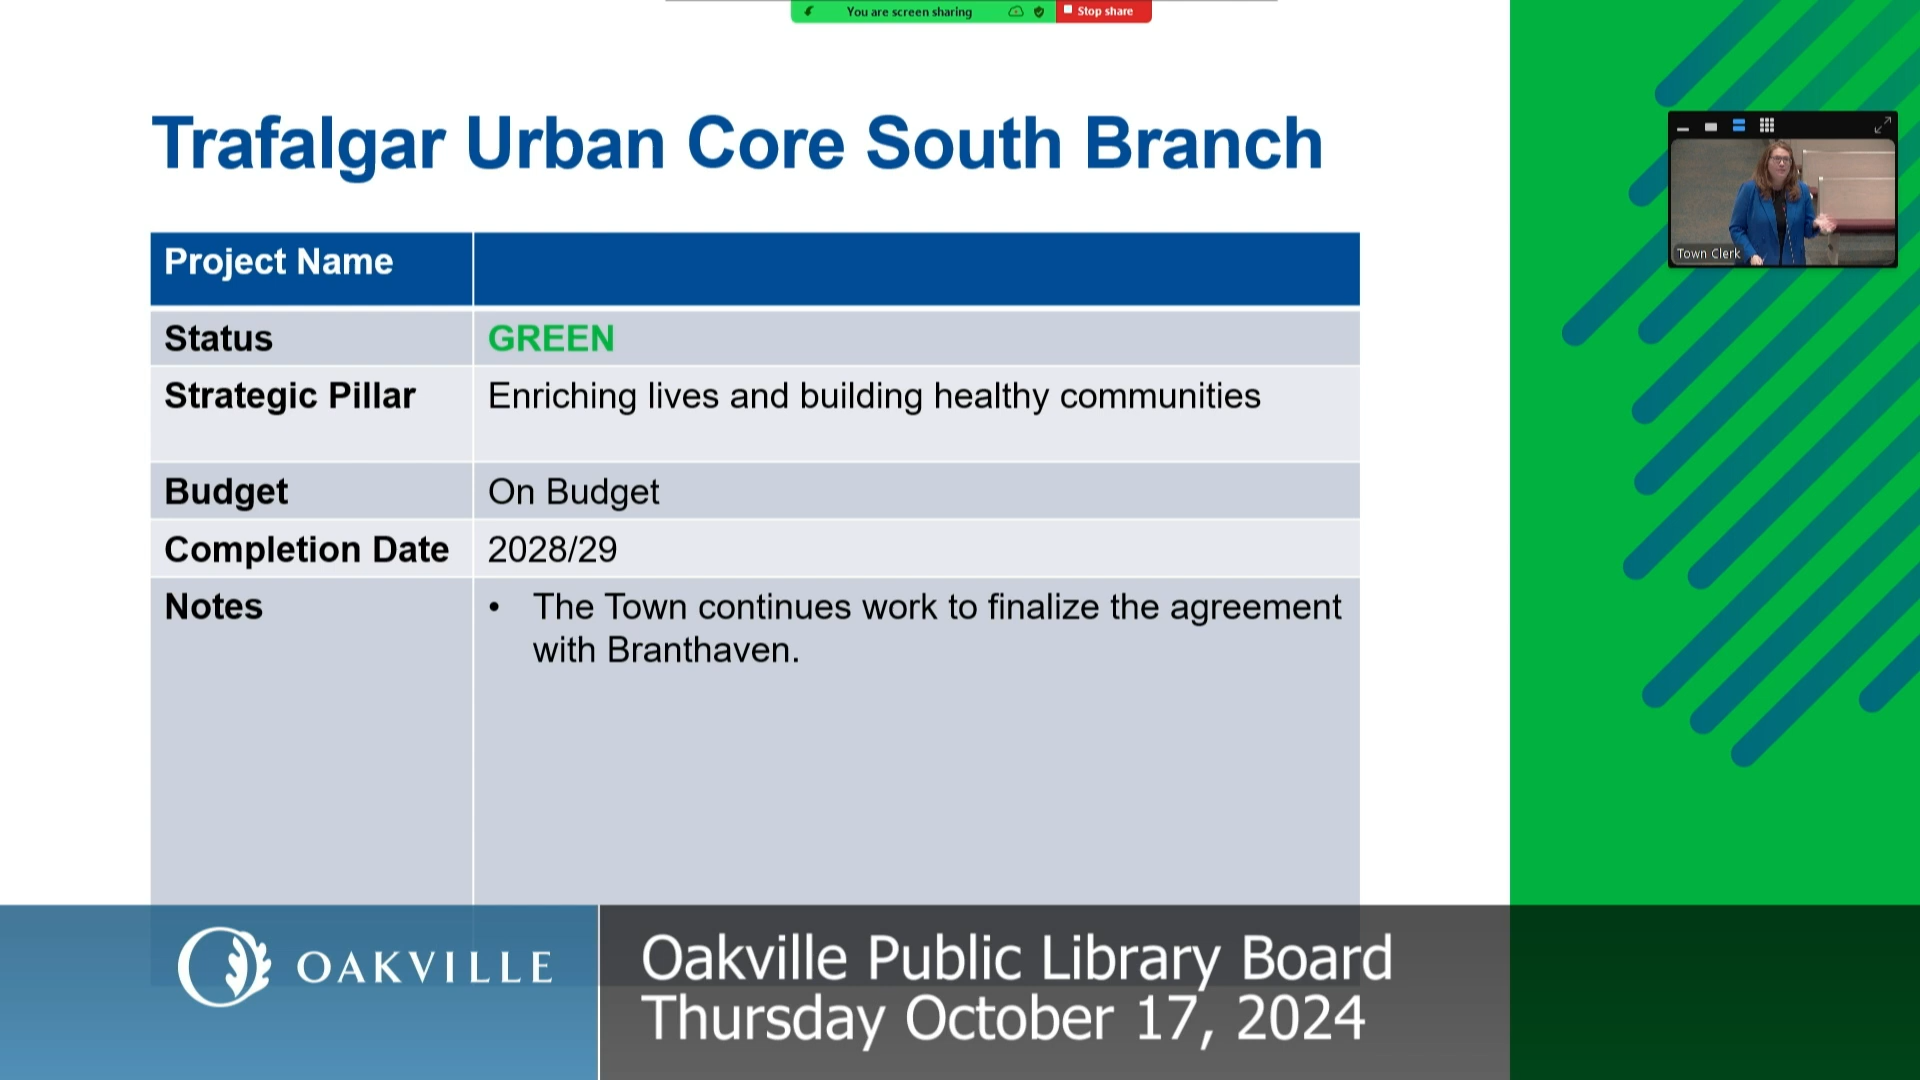 You are screen sharing
Stop share
Trafalgar Urban Core South Branch
Town Clerk
Project Name
Status GREEN
Strategic Pillar Enriching lives and building healthy communities
Budget On Budget
Completion Date 2028/29
Notes • The Town continues work to finalize the agreement
with Branthaven.
OAKVILLE
Oakville Public Library Board
Thursday October 17, 2024